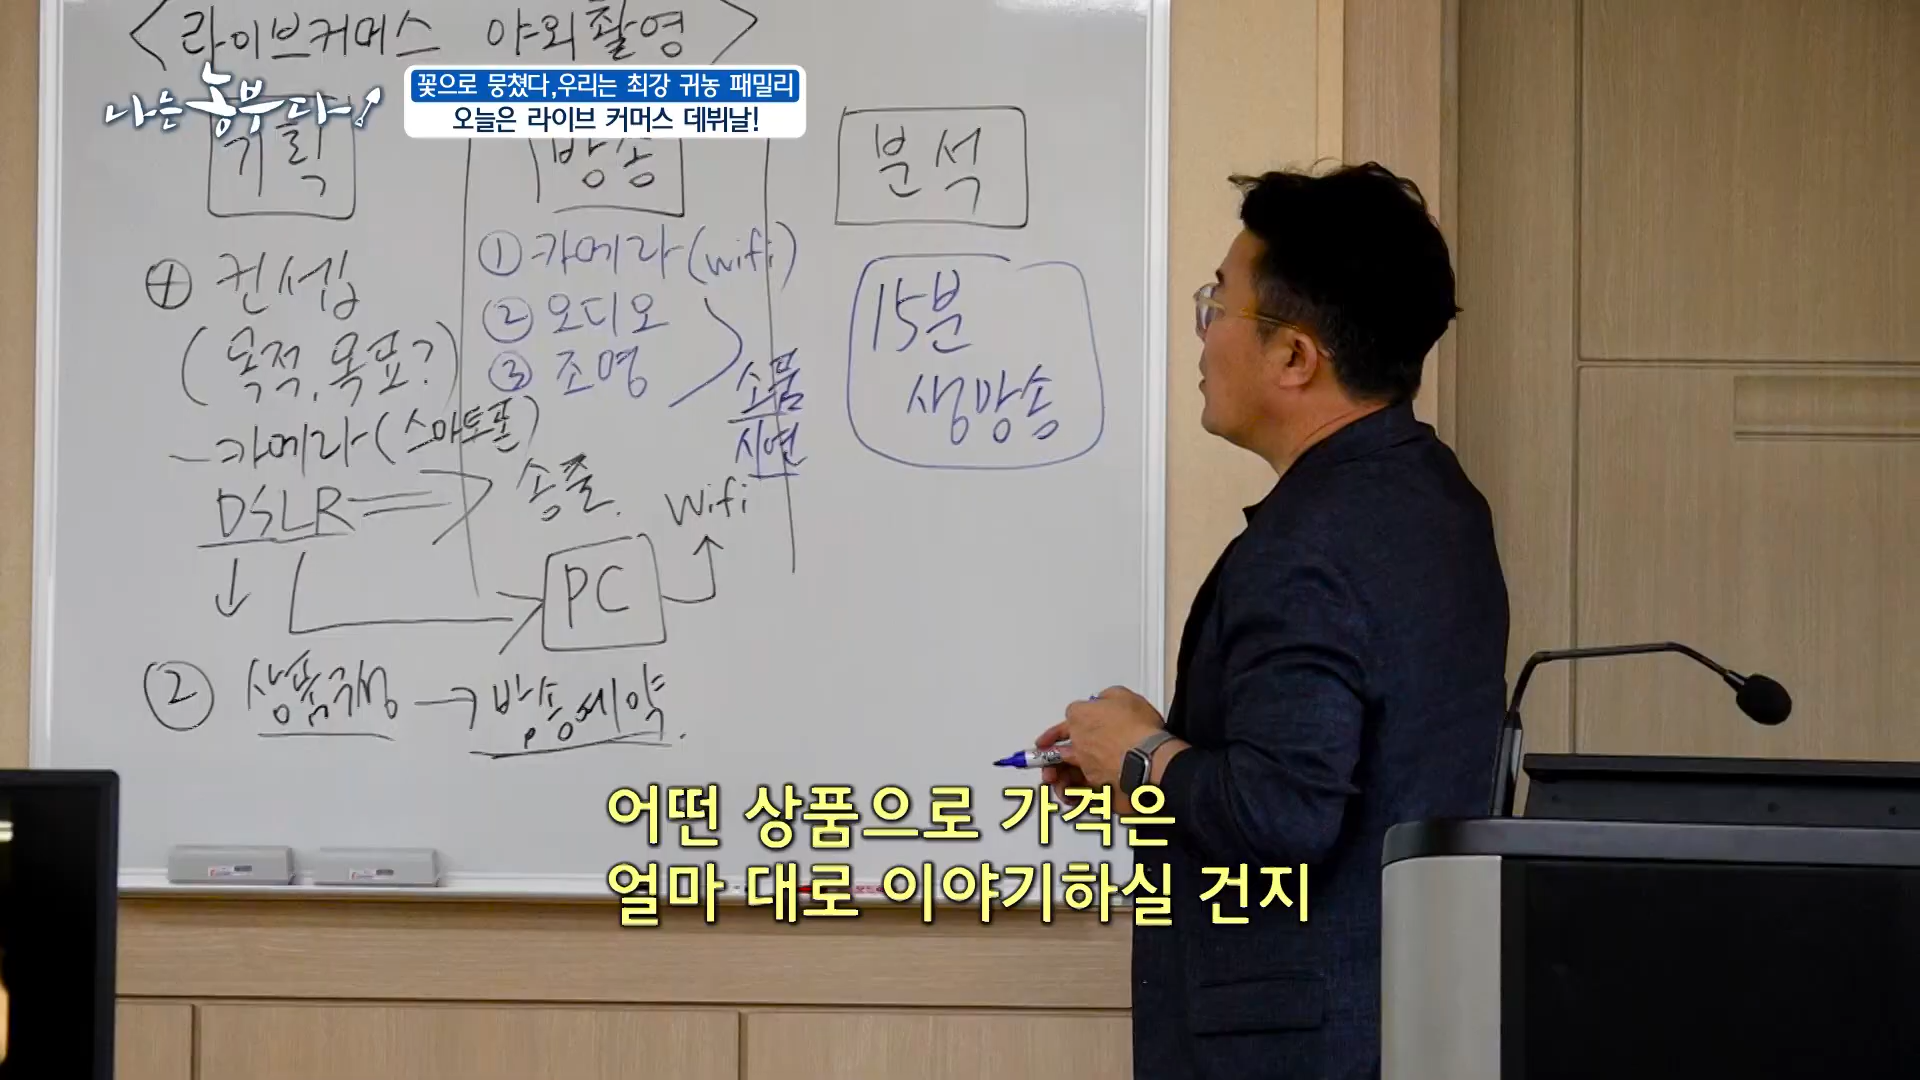 <라이브커머스 야외촬영>
나는 농부다!
꽃으로 뭉쳤다,우리는 최강 귀농 패밀리
오늘은 라이브 커머스 데뷔날!
기획
방송
분석
컨셉
(목적, 목표?)
- 카메라(스마트폰)
DSLR
송출.
① 카메라(wifi)
② 오디오
③ 조명
소품
시연
15분
생방송
wifi
PC
② 상품구성 → 방송예약.
어떤 상품으로 가격은
얼마 대로 이야기하실 건지